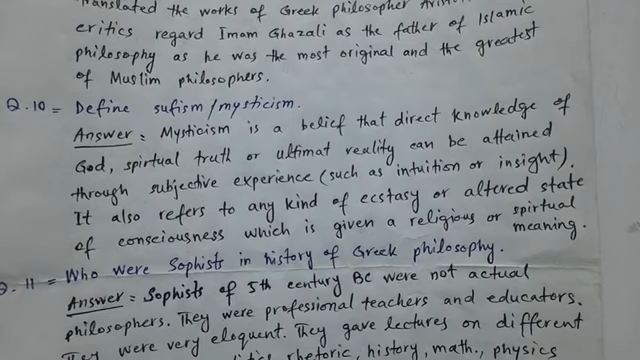 translated the works of Greek philosopher
critics regard Imam Ghazali as the father of Islamic
philosophy as he was the most original and the greatest
of Muslim philosophers.
Q.10 = Define sufism/mysticism.
Answer: Mysticism is a belief that direct knowledge of
God, spirtual truth or ultimat reality can be attained
through subjective experience (such as intuition or insight).
It also refers to any kind of ecstasy or altered state
of consciousness which is given a religious or spirtual
meaning.
Q. 11 = Who were Sophists in history of Greek philosophy.
Answer = Sophists of 5th century BC were not actual
philosophers. They were professional teachers and educators.
They were very eloquent. They gave lectures on different
rhetoric, history, math., physics